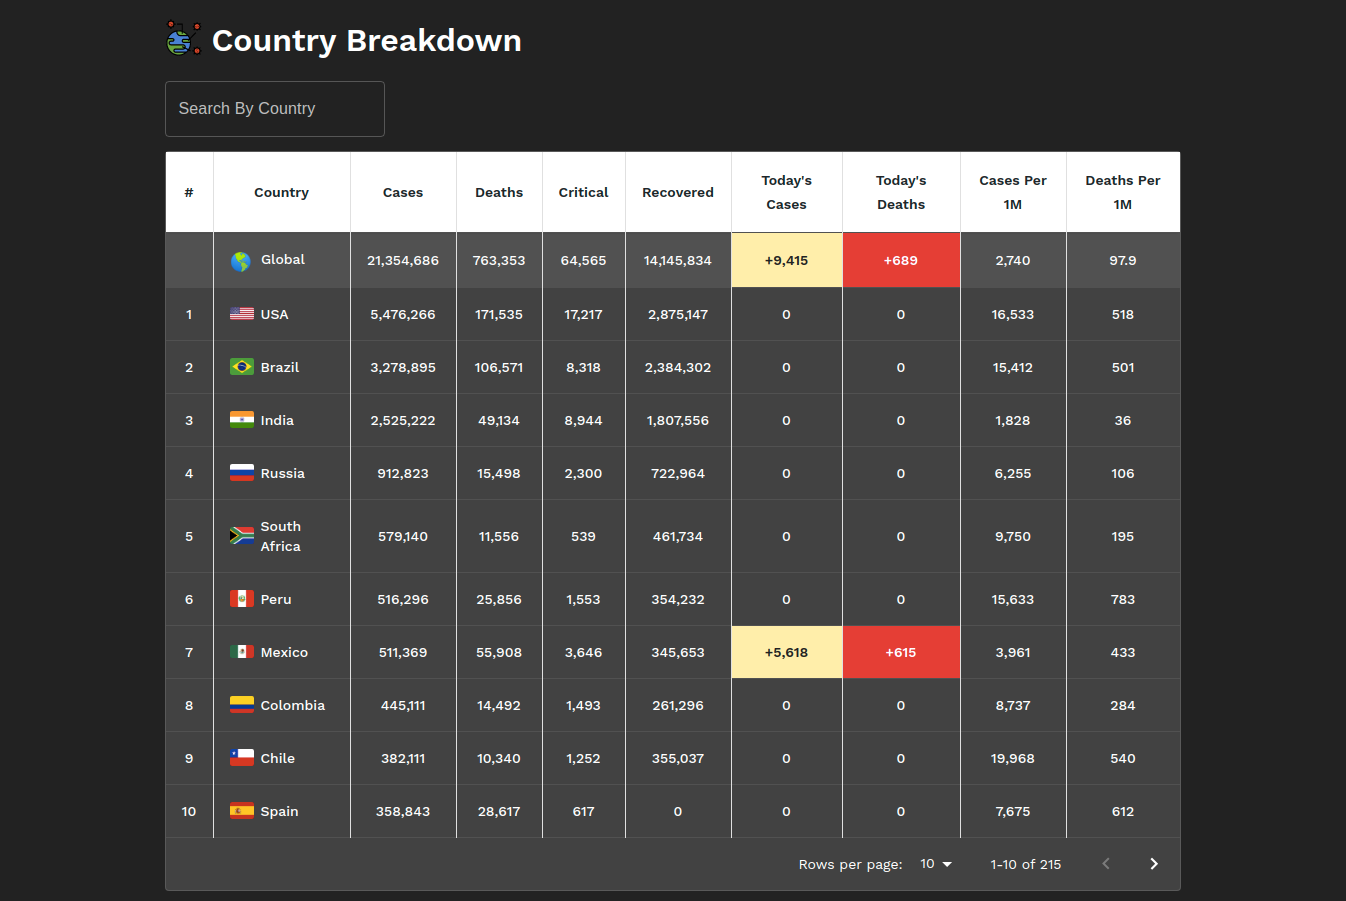 Country Breakdown
Search By Country
# Country Cases Deaths Critical Recovered Today's Cases Today's Deaths Cases Per 1M Deaths Per 1M
Global 21,354,686 763,353 64,565 14,145,834 +9,415 +689 2,740 97.9
1 USA 5,476,266 171,535 17,217 2,875,147 0 0 16,533 518
2 Brazil 3,278,895 106,571 8,318 2,384,302 0 0 15,412 501
3 India 2,525,222 49,134 8,944 1,807,556 0 0 1,828 36
4 Russia 912,823 15,498 2,300 722,964 0 0 6,255 106
5 South Africa 579,140 11,556 539 461,734 0 0 9,750 195
6 Peru 516,296 25,856 1,553 354,232 0 0 15,633 783
7 Mexico 511,369 55,908 3,646 345,653 +5,618 +615 3,961 433
8 Colombia 445,111 14,492 1,493 261,296 0 0 8,737 284
9 Chile 382,111 10,340 1,252 355,037 0 0 19,968 540
10 Spain 358,843 28,617 617 0 0 0 7,675 612
Rows per page: 10 1-10 of 215